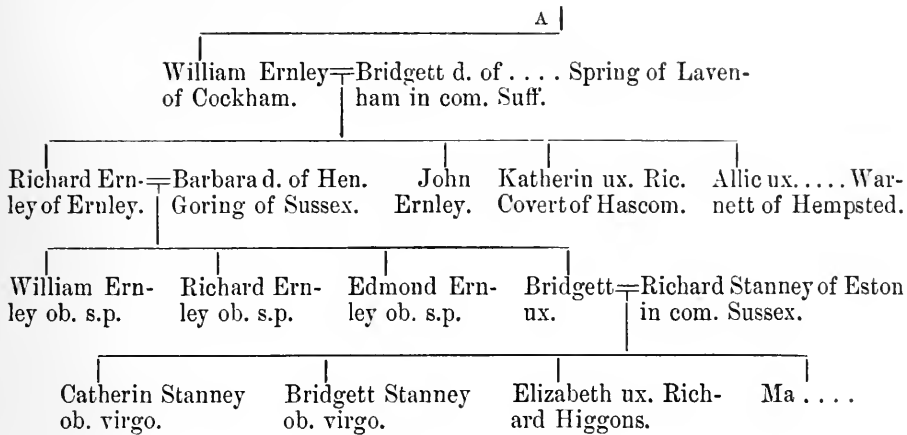 A
William Ernley Bridgett d. of . . . . Spring of Laven-
of Cockham. ham in com. Suff.
Richard Ern- Barbara d. of Hen. John Katherin ux. Ric. Allic ux. . . . . War-
ley of Ernley. Goring of Sussex. Ernley. Covert of Hascom. nett of Hempsted.
William Ern- Richard Ern- Edmond Ern- Bridgett Richard Stanney of Eston
ley ob. s.p. ley ob. s.p. ley ob. s.p. ux. in com. Sussex.
Catherin Stanney Bridgett Stanney Elizabeth ux. Rich- Ma . . . .
ob. virgo. ob. virgo. ard Higgons.